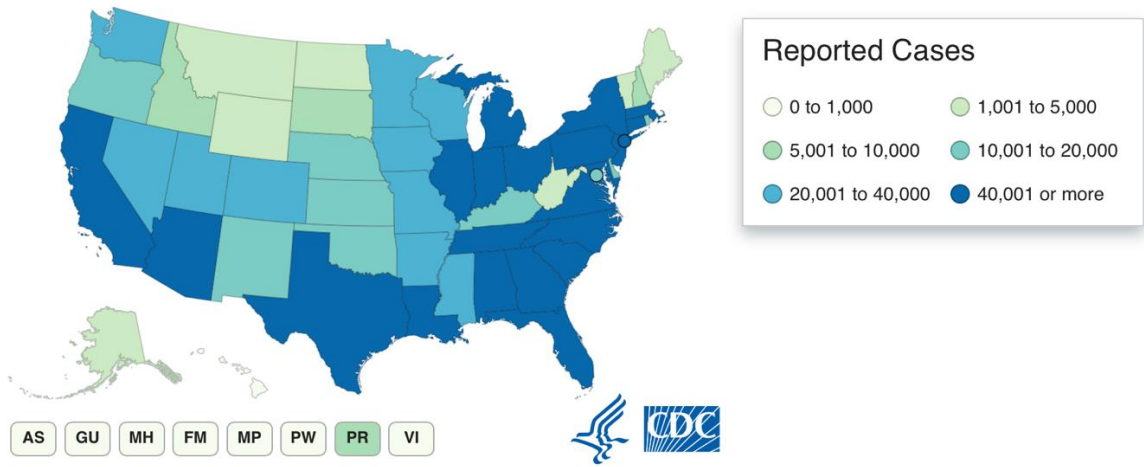 Reported Cases
0 to 1,000
1,001 to 5,000
5,001 to 10,000
10,001 to 20,000
20,001 to 40,000
40,001 or more
AS GU MH FM MP PW PR VI
CDC